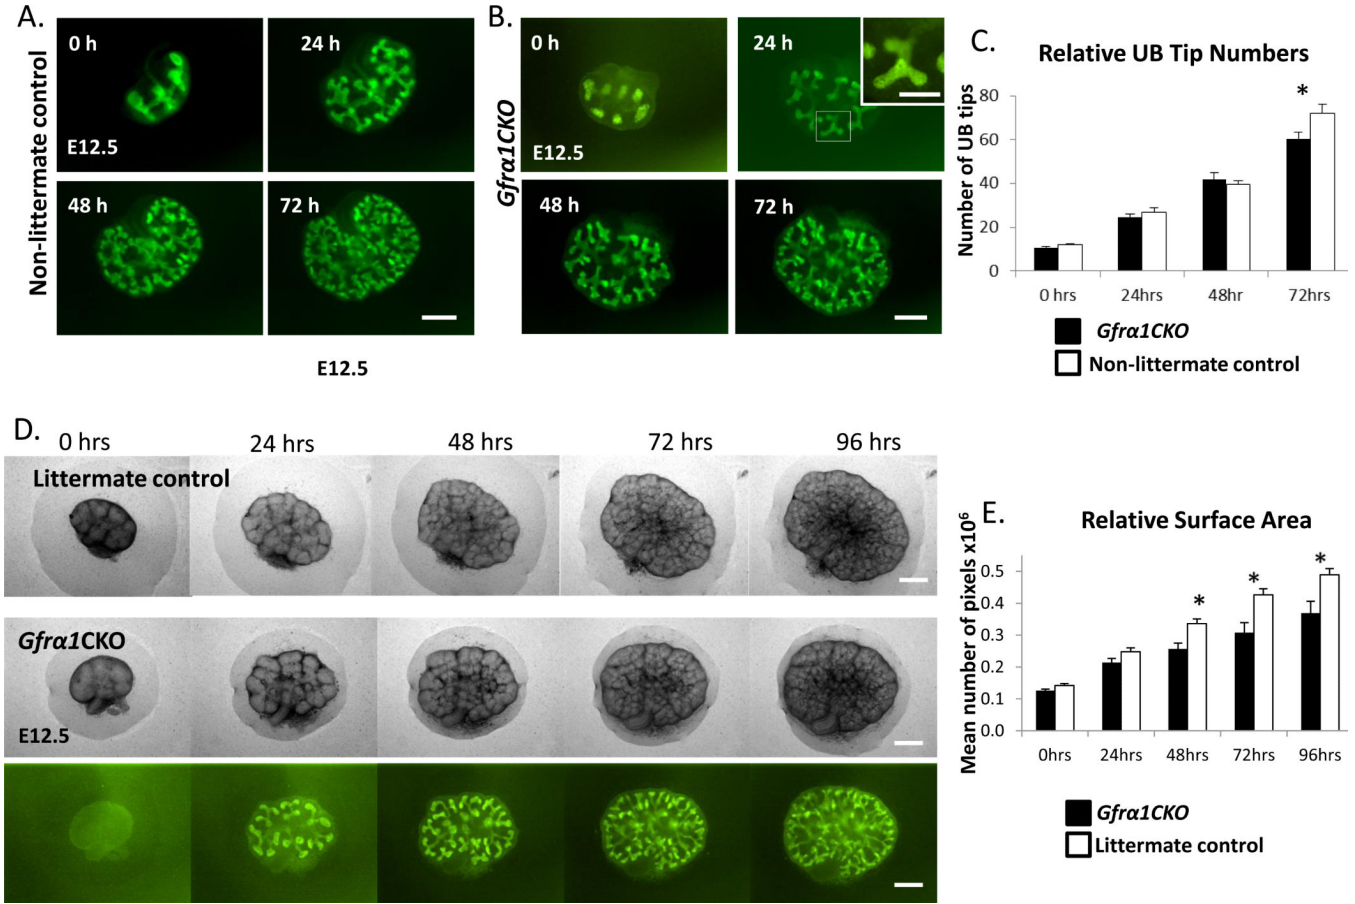 A.
Non-littermate control
0 h
24 h
E12.5
48 h
72 h
E12.5
B.
Gfrα1CKO
0 h
24 h
E12.5
48 h
72 h
C.
Relative UB Tip Numbers
Number of UB tips
80
60
40
20
0
*
0 hrs
24hrs
48hr
72hrs
Gfrα1CKO
Non-littermate control
D.
0 hrs
24 hrs
48 hrs
72 hrs
96 hrs
Littermate control
Gfrα1CKO
E12.5
E.
Relative Surface Area
Mean number of pixels x10⁶
0.5
0.4
0.3
0.2
0.1
0.0
*
*
*
0hrs
24hrs
48hrs
72hrs
96hrs
Gfrα1CKO
Littermate control